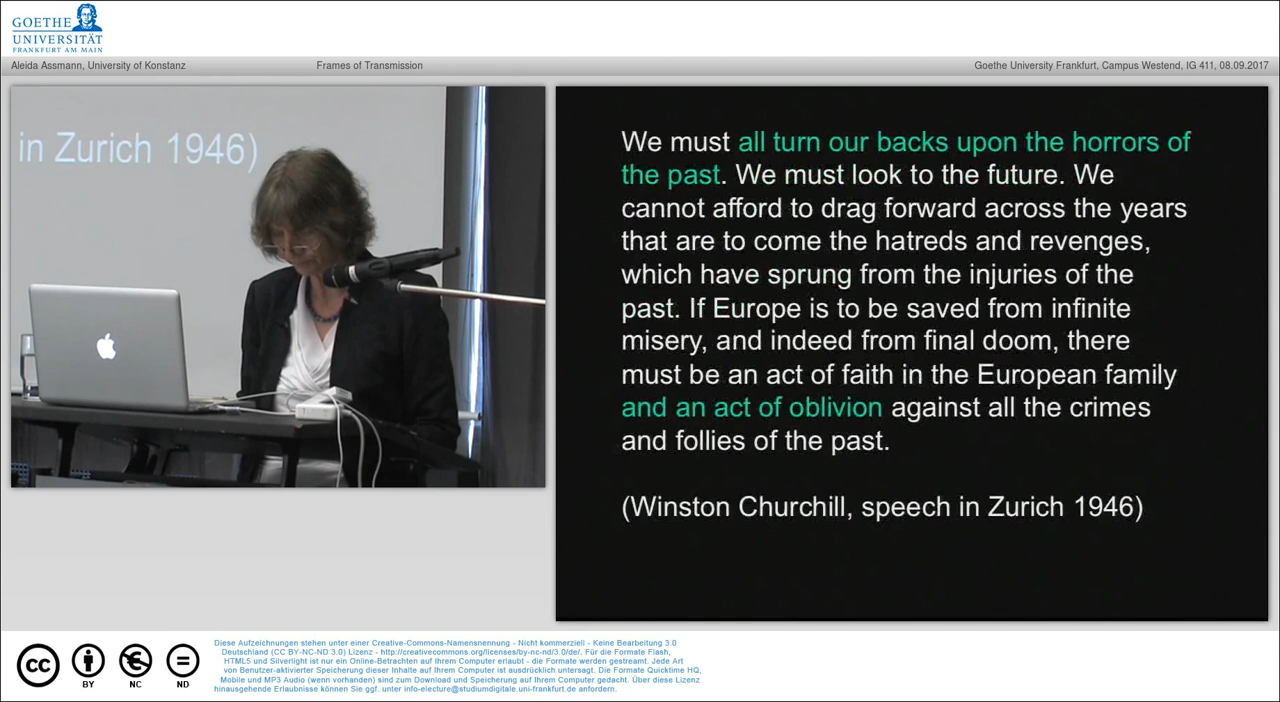 GOETHE
UNIVERSITÄT
FRANKFURT AM MAIN
Aleida Assmann, University of Konstanz
Frames of Transmission
Goethe University Frankfurt, Campus Westend, IG 411, 08.09.2017
in Zurich 1946)
We must all turn our backs upon the horrors of
the past. We must look to the future. We
cannot afford to drag forward across the years
that are to come the hatreds and revenges,
which have sprung from the injuries of the
past. If Europe is to be saved from infinite
misery, and indeed from final doom, there
must be an act of faith in the European family
and an act of oblivion against all the crimes
and follies of the past.
(Winston Churchill, speech in Zurich 1946)
cc
BY NC ND
Diese Aufzeichnungen stehen unter einer Creative-Commons-Namensnennung - Nicht kommerziell - Keine Bearbeitung 3.0
Deutschland (CC BY-NC-ND 3.0) Lizenz - http://creativecommons.org/licenses/by-nc-nd/3.0/de/. Für die Formate Flash,
HTML5 und Silverlight ist nur ein Online-Betrachten auf Ihrem Computer erlaubt - die Formate werden gestreamt. Jede Art
von Benutzer-aktivierter Speicherung dieser Inhalte auf Ihrem Computer ist ausdrücklich untersagt. Die Formate Quicktime HQ,
Mobile und MP3 Audio (wenn vorhanden) sind zum Download und Speicherung auf Ihrem Computer gedacht. Über diese Lizenz
hinausgehende Erlaubnisse können Sie ggf. unter info-electure@studiumdigitale.uni-frankfurt.de anfordern.